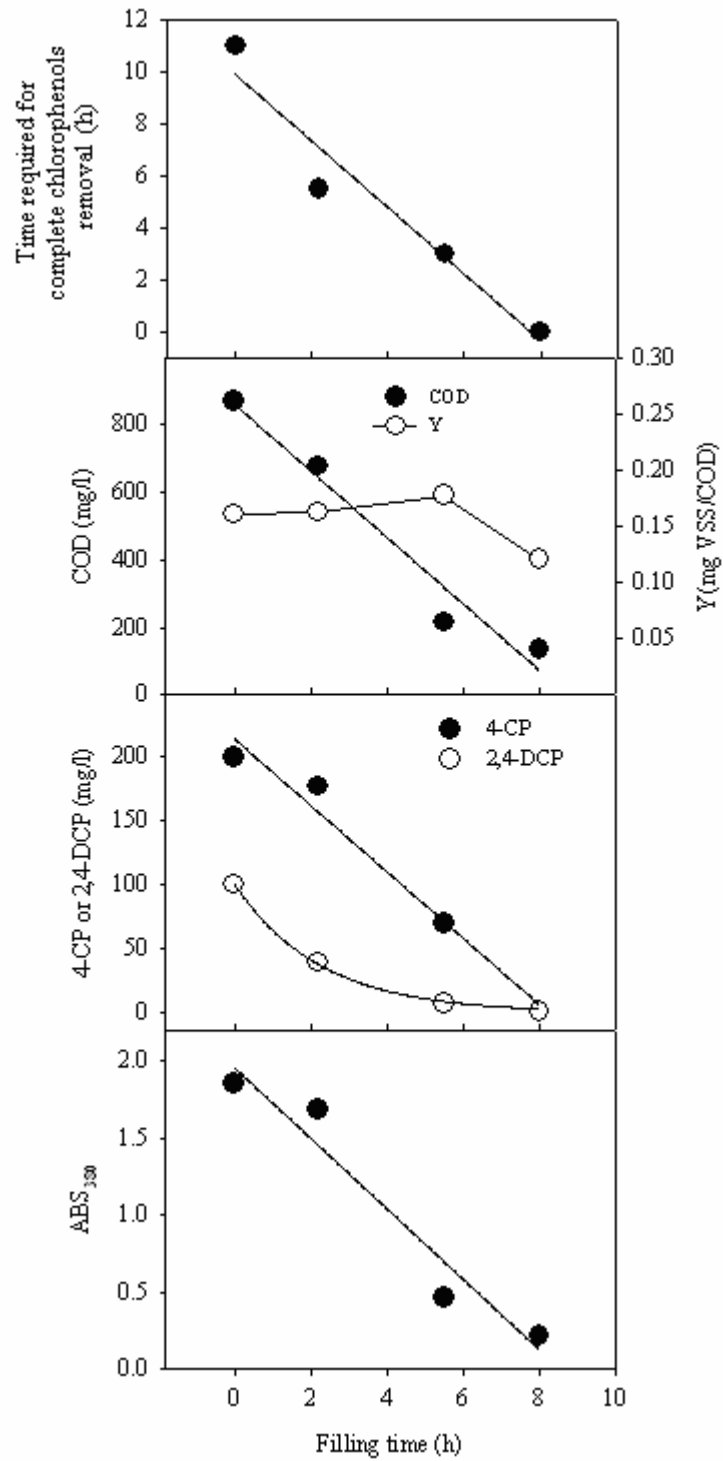 Time required for
complete chlorophenols
removal (h)
12
10
8
6
4
2
0
COD (mg/l)
800
600
400
200
0
COD
Y
0.30
0.25
0.20
0.15
0.10
0.05
Y(mg VSS/COD)
4-CP or 2,4-DCP (mg/l)
200
150
100
50
0
4-CP
2,4-DCP
ABS
2.0
1.5
1.0
0.5
0.0
0 2 4 6 8 10
Filling time (h)